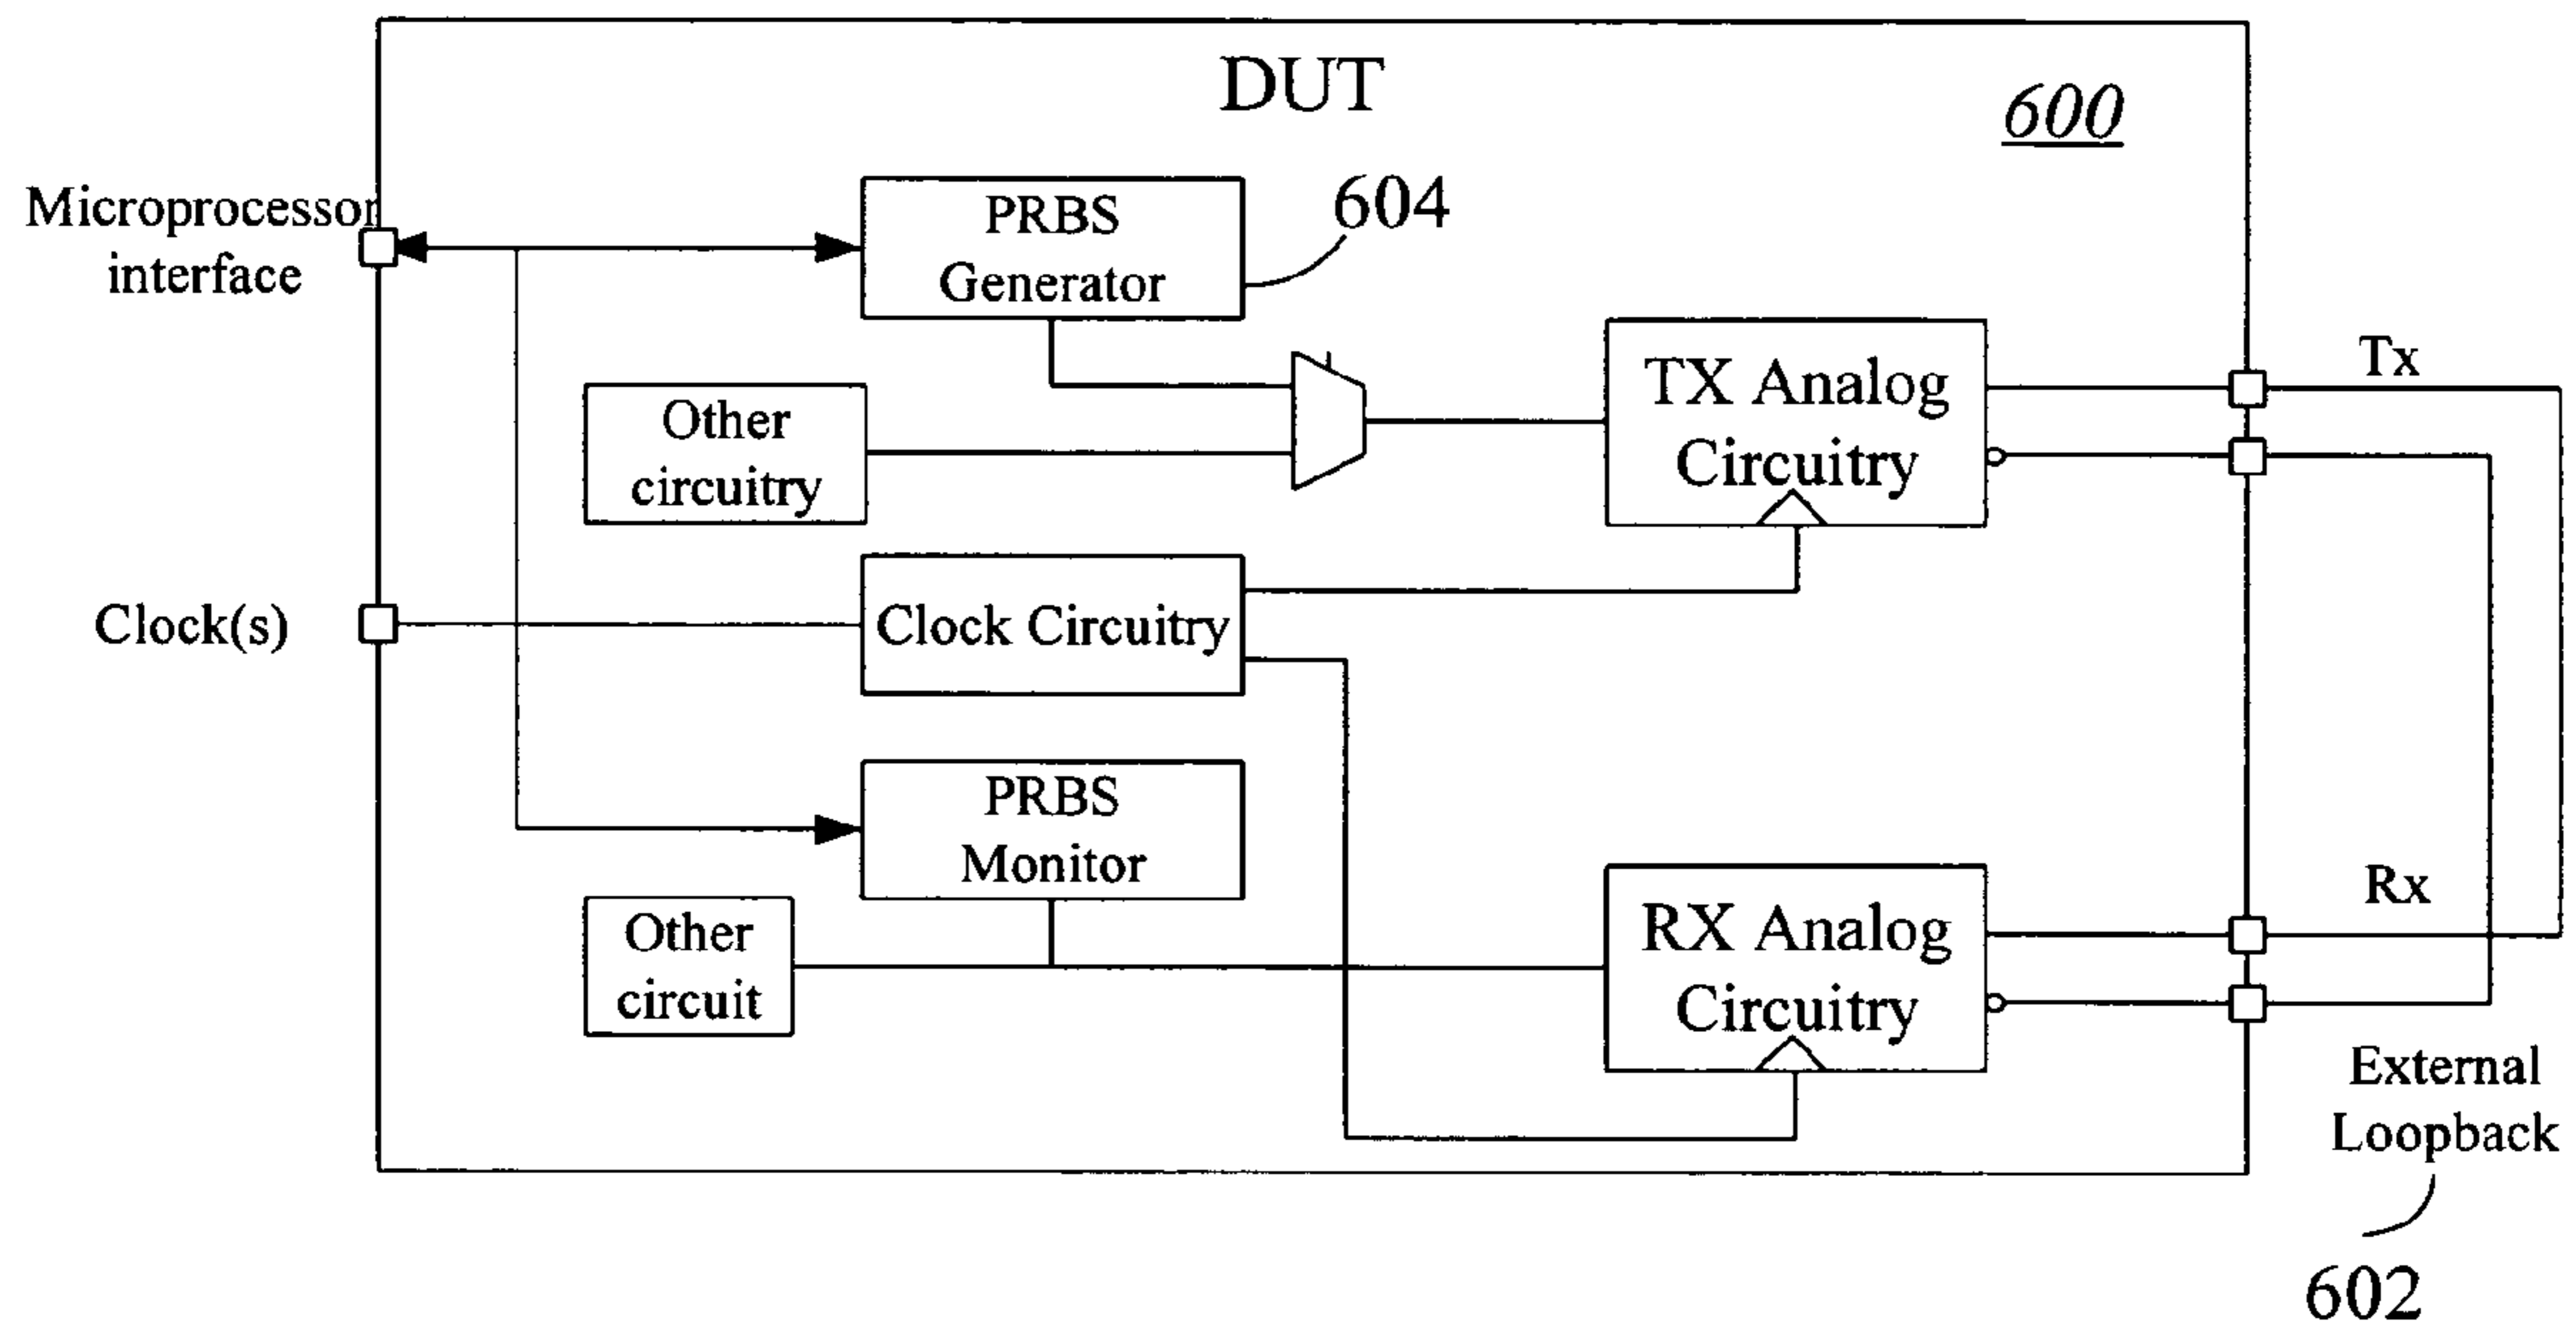 DUT
600
Microprocessor
interface
PRBS
Generator
604
Other
circuitry
TX Analog
Circuitry
Tx
Clock(s)
Clock Circuitry
PRBS
Monitor
Other
circuit
RX Analog
Circuitry
Rx
External
Loopback
602